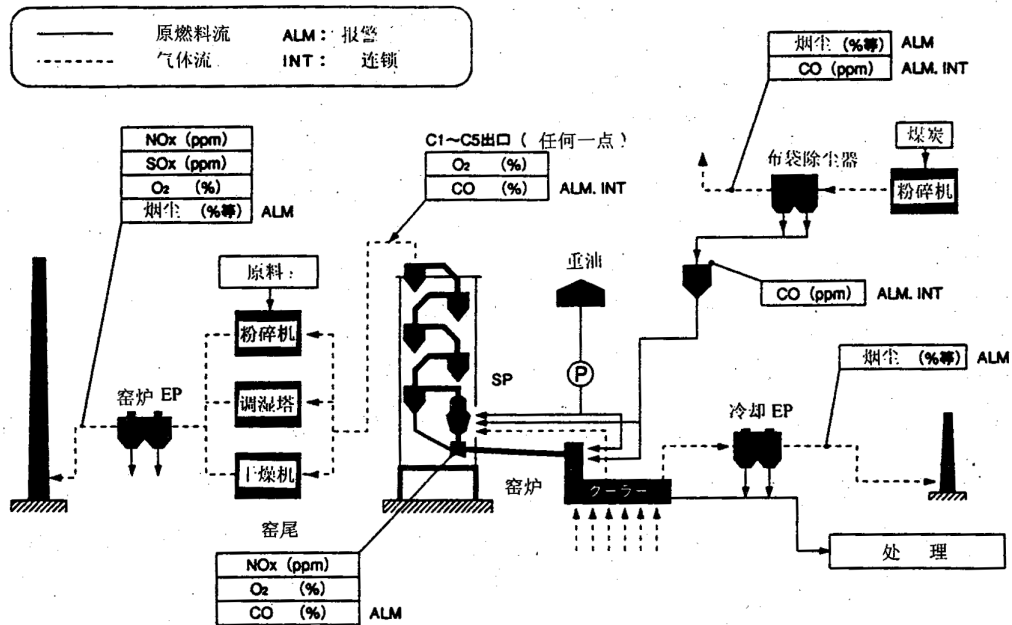 原燃料流 ALM: 报警
气体流 INT: 连锁
烟尘 (%等) ALM
CO (ppm) ALM. INT
NOx (ppm)
SOx (ppm)
O₂ (%)
烟尘 (%等) ALM
C1~C5出口 ( 任何一点 )
O₂ (%)
CO (%) ALM. INT
煤炭
布袋除尘器
粉碎机
原料:
重油
CO (ppm) ALM. INT
粉碎机
烟尘 (%等) ALM
P
SP
窑炉 EP
调湿塔
冷却 EP
干燥机
窑炉
クーラー
窑尾
处 理
NOx (ppm)
O₂ (%)
CO (%) ALM